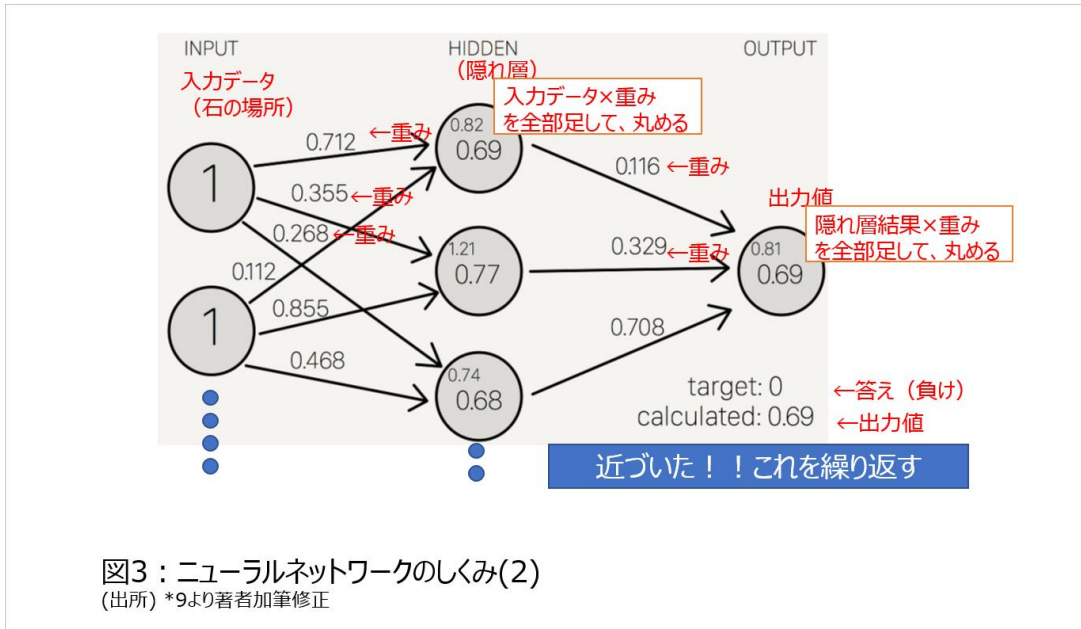 INPUT
HIDDEN
OUTPUT
入力データ
（石の場所）
（隠れ層）
入力データ×重み
を全部足して、丸める
0.82
0.69
0.712
←重み
1
0.355
←重み
0.268
←重み
0.112
1
0.855
0.468
1.21
0.77
0.74
0.68
0.116
←重み
0.329
←重み
0.708
出力値
隠れ層結果×重み
を全部足して、丸める
0.81
0.69
target: 0
←答え（負け）
calculated: 0.69
←出力値
近づいた！！これを繰り返す
図3：ニューラルネットワークのしくみ(2)
(出所) *9より著者加筆修正